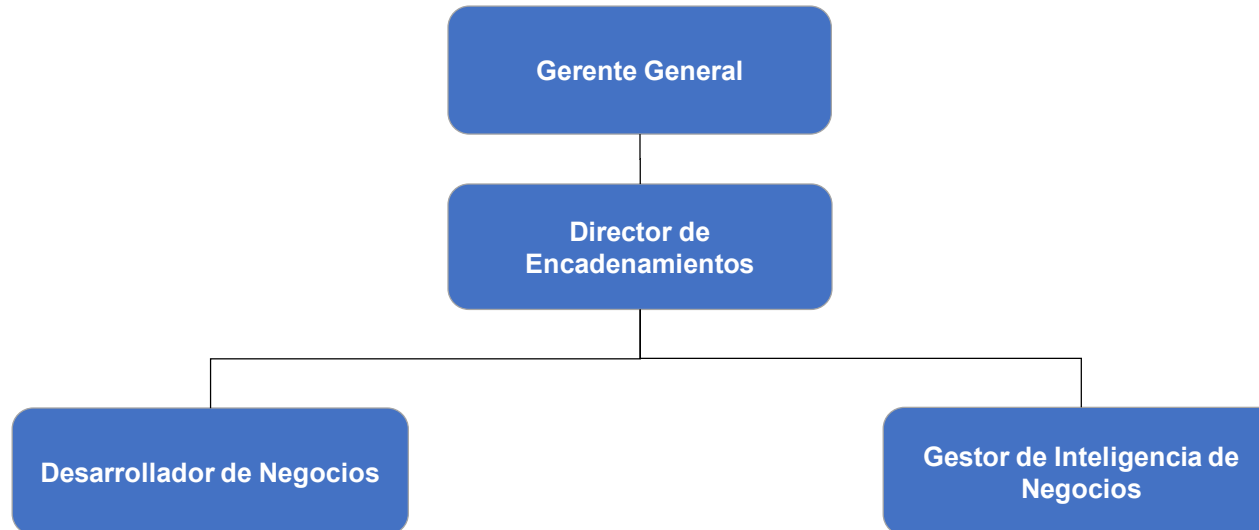 Gerente General
Director de
Encadenamientos
Desarrollador de Negocios
Gestor de Inteligencia de
Negocios